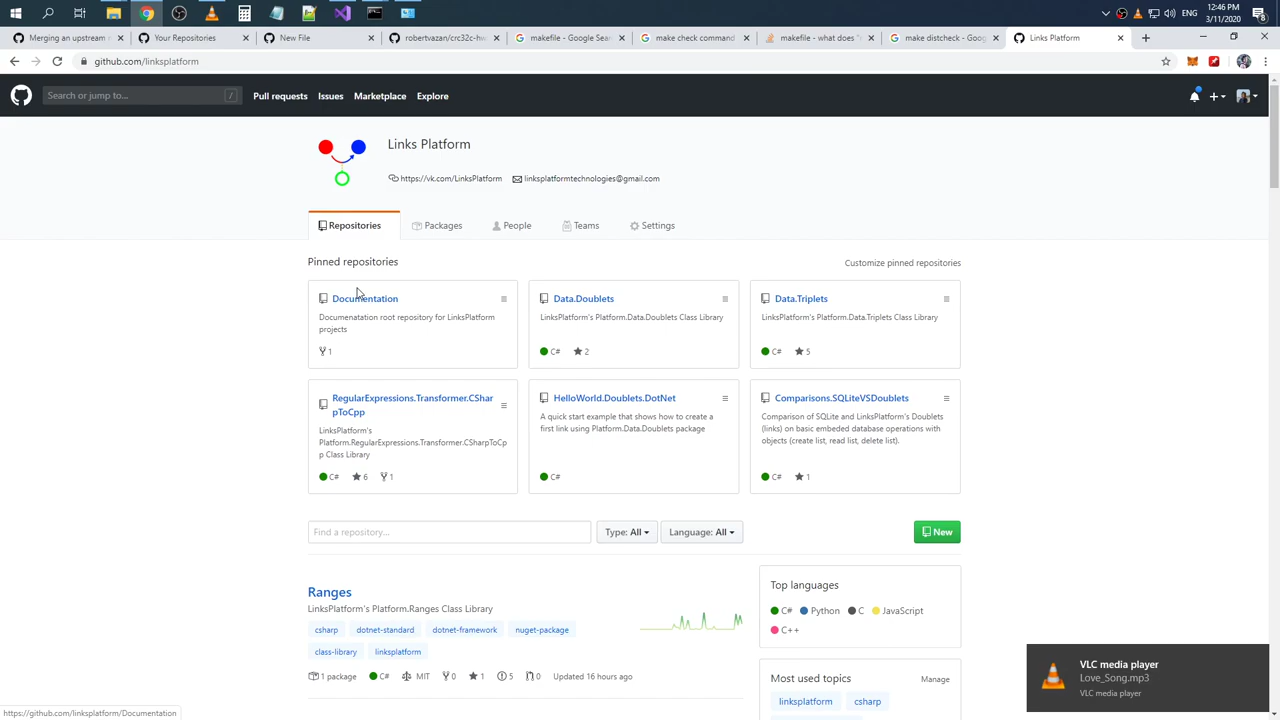 12:46 PM
ENG
3/11/2020
8
Merging an upstream r
Your Repositories
New File
robertvazan/crc32c-hw
makefile - Google Sear
make check command
makefile - what does "
make distcheck - Goog
Links Platform
github.com/linksplatform
Search or jump to...
/
Pull requests
Issues
Marketplace
Explore
Links Platform
https://vk.com/LinksPlatform
linksplatformtechnologies@gmail.com
Repositories
Packages
People
Teams
Settings
Pinned repositories
Customize pinned repositories
Documentation
Documenatation root repository for LinksPlatform
projects
1
Data.Doublets
LinksPlatform's Platform.Data.Doublets Class Library
C# 2
Data.Triplets
LinksPlatform's Platform.Data.Triplets Class Library
C# 5
RegularExpressions.Transformer.CShar
pToCpp
LinksPlatform's
Platform.RegularExpressions.Transformer.CSharpToCp
p Class Library
C# 6 1
HelloWorld.Doublets.DotNet
A quick start example that shows how to create a
first link using Platform.Data.Doublets package
C#
Comparisons.SQLiteVSDoublets
Comparison of SQLite and LinksPlatform's Doublets
(links) on basic embeded database operations with
objects (create list, read list, delete list).
C# 1
Find a repository...
Type: All
Language: All
New
Ranges
LinksPlatform's Platform.Ranges Class Library
csharp dotnet-standard dotnet-framework nuget-package
class-library linksplatform
1 package C# MIT 0 1 5 0 Updated 16 hours ago
Top languages
C# Python C JavaScript
C++
Most used topics
Manage
linksplatform csharp
VLC media player
Love_Song.mp3
VLC media player
https://github.com/linksplatform/Documentation